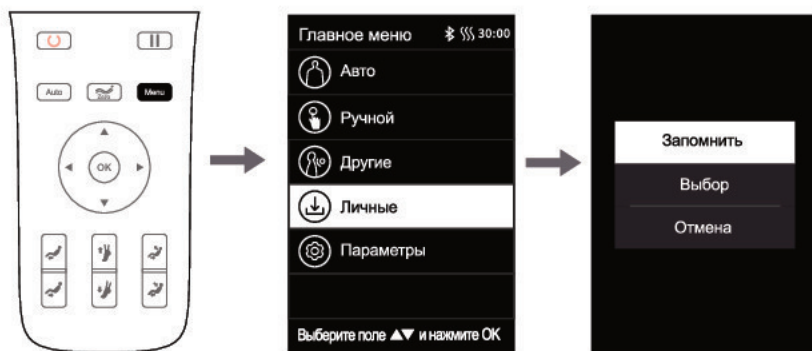 Auto
Zero
Menu
OK
Главное меню 30:00
Авто
Ручной
Другие
Личные
Параметры
Выберите поле ▲▼ и нажмите OK
Запомнить
Выбор
Отмена